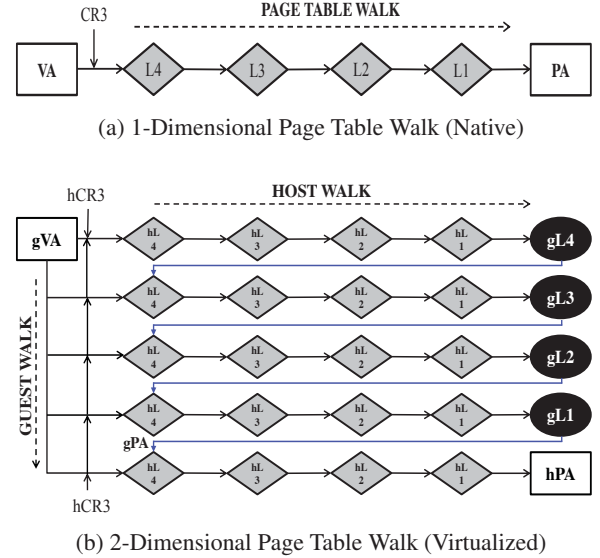 PAGE TABLE WALK
CR3
VA L4 L3 L2 L1 PA
(a) 1-Dimensional Page Table Walk (Native)
HOST WALK
hCR3
gVA hL 4 hL 3 hL 2 hL 1 gL4
hL 4 hL 3 hL 2 hL 1 gL3
GUEST WALK
hL 4 hL 3 hL 2 hL 1 gL2
hL 4 hL 3 hL 2 hL 1 gL1
gPA
hL 4 hL 3 hL 2 hL 1 hPA
hCR3
(b) 2-Dimensional Page Table Walk (Virtualized)